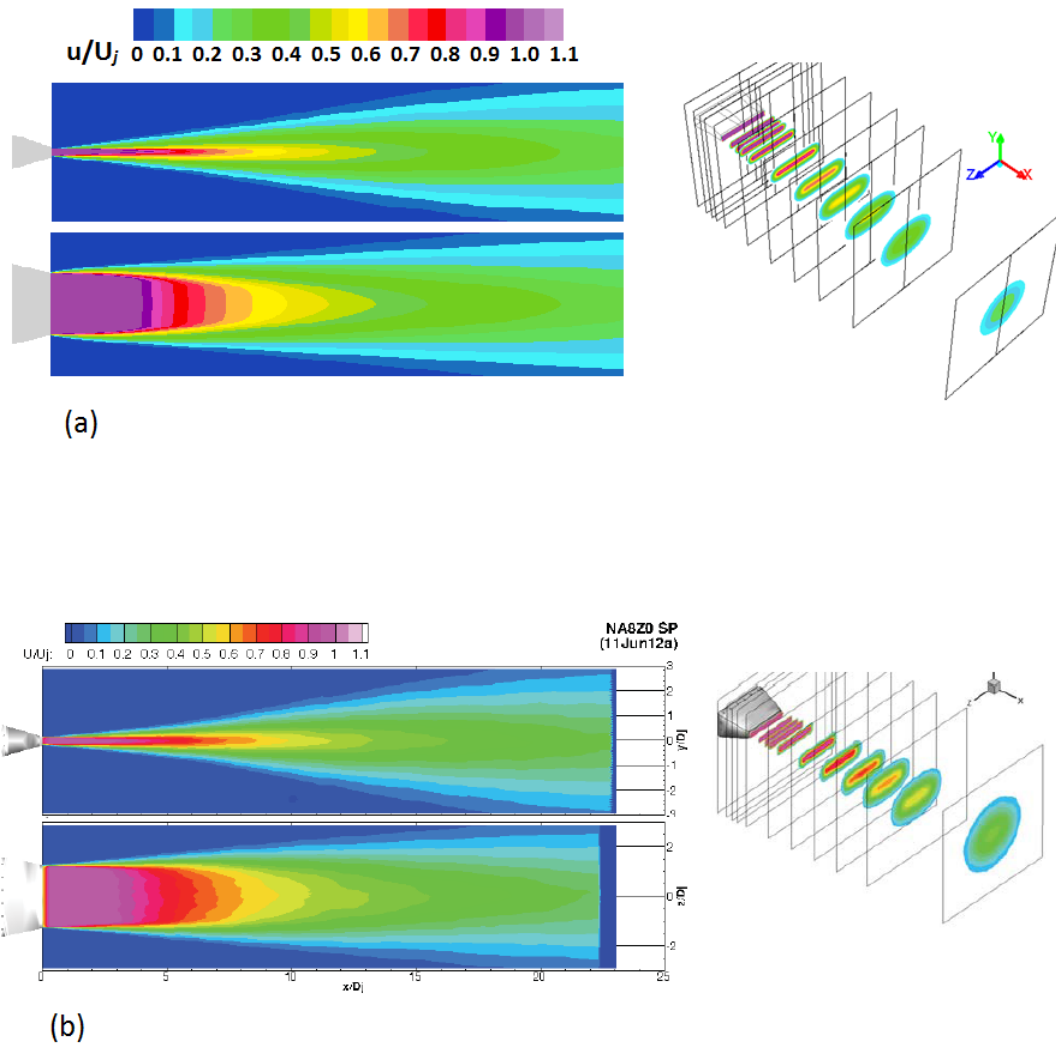 u/Uj 0 0.1 0.2 0.3 0.4 0.5 0.6 0.7 0.8 0.9 1.0 1.1
Y
Z X
(a)
U/Uj: 0 0.1 0.2 0.3 0.4 0.5 0.6 0.7 0.8 0.9 1 1.1
NA8Z0 SP
(11Jun12a)
3
2
1
0
-1
-2
-3
y/Dj
2
0
-2
z/Dj
0 5 10 15 20 25
x/Dj
z x
(b)